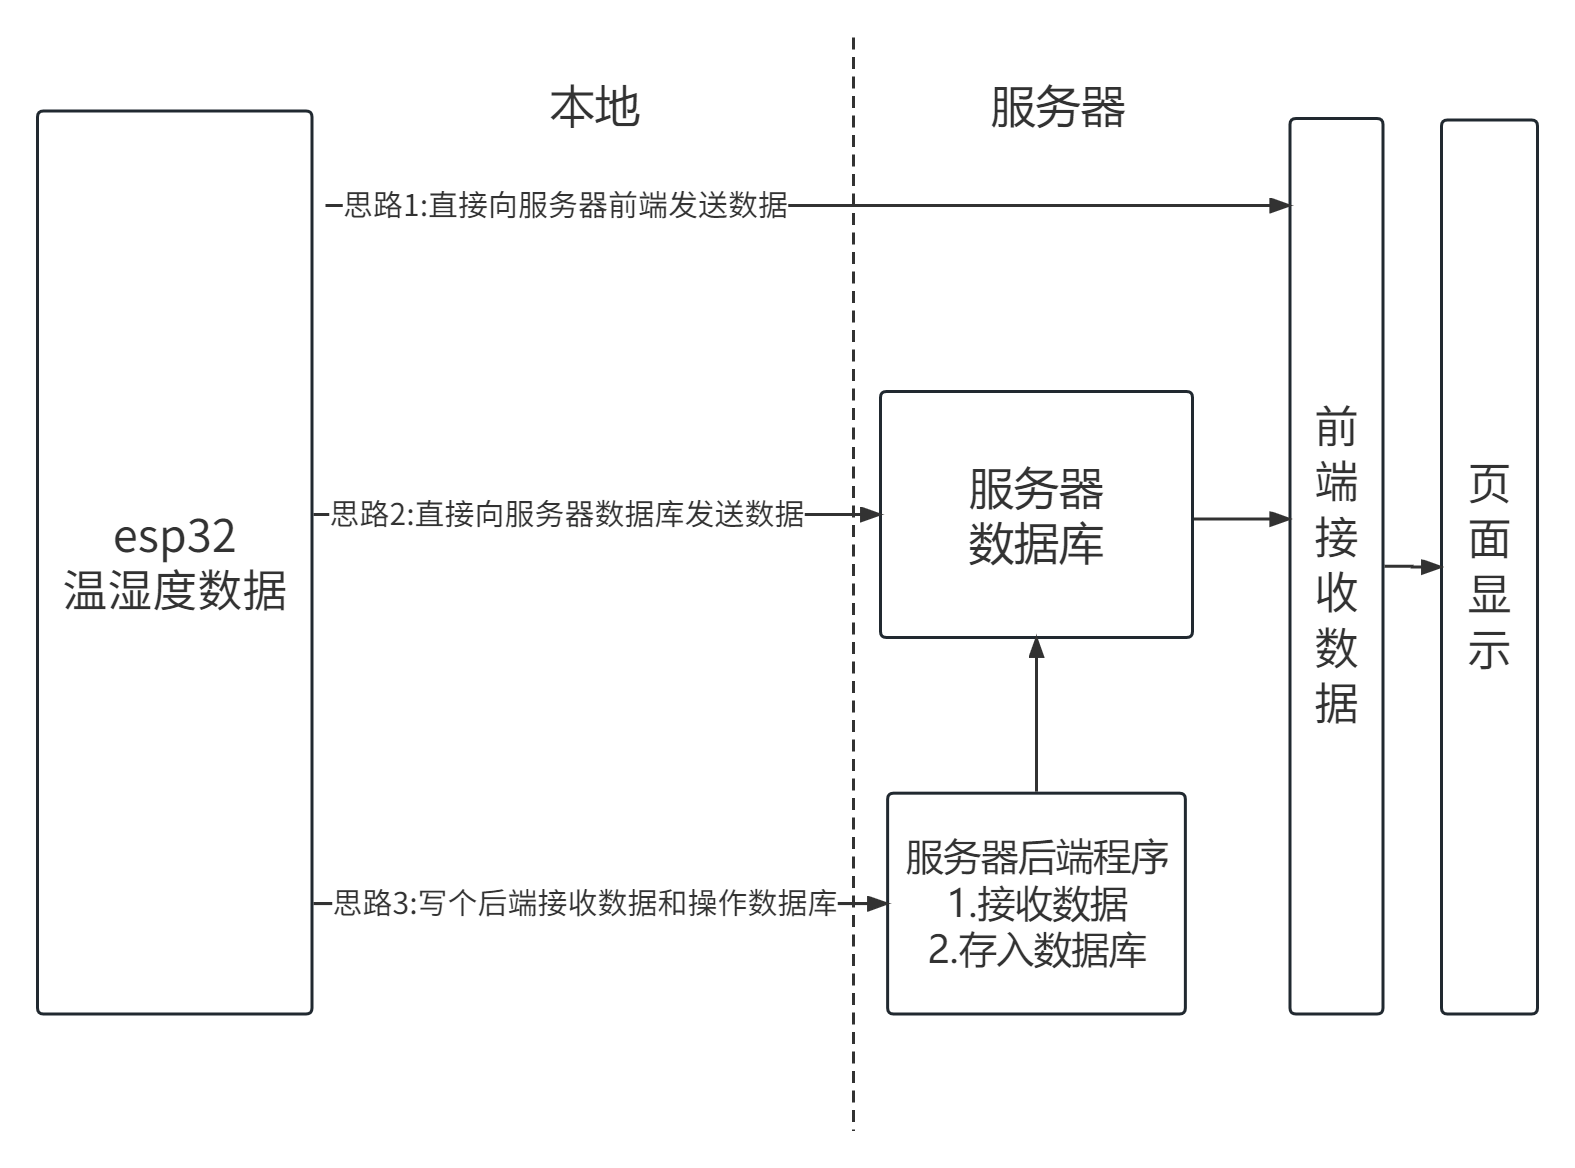 本地
服务器
思路1:直接向服务器前端发送数据
esp32
温湿度数据
思路2:直接向服务器数据库发送数据
服务器
数据库
思路3:写个后端接收数据和操作数据库
服务器后端程序
1.接收数据
2.存入数据库
前
端
接
收
数
据
页
面
显
示